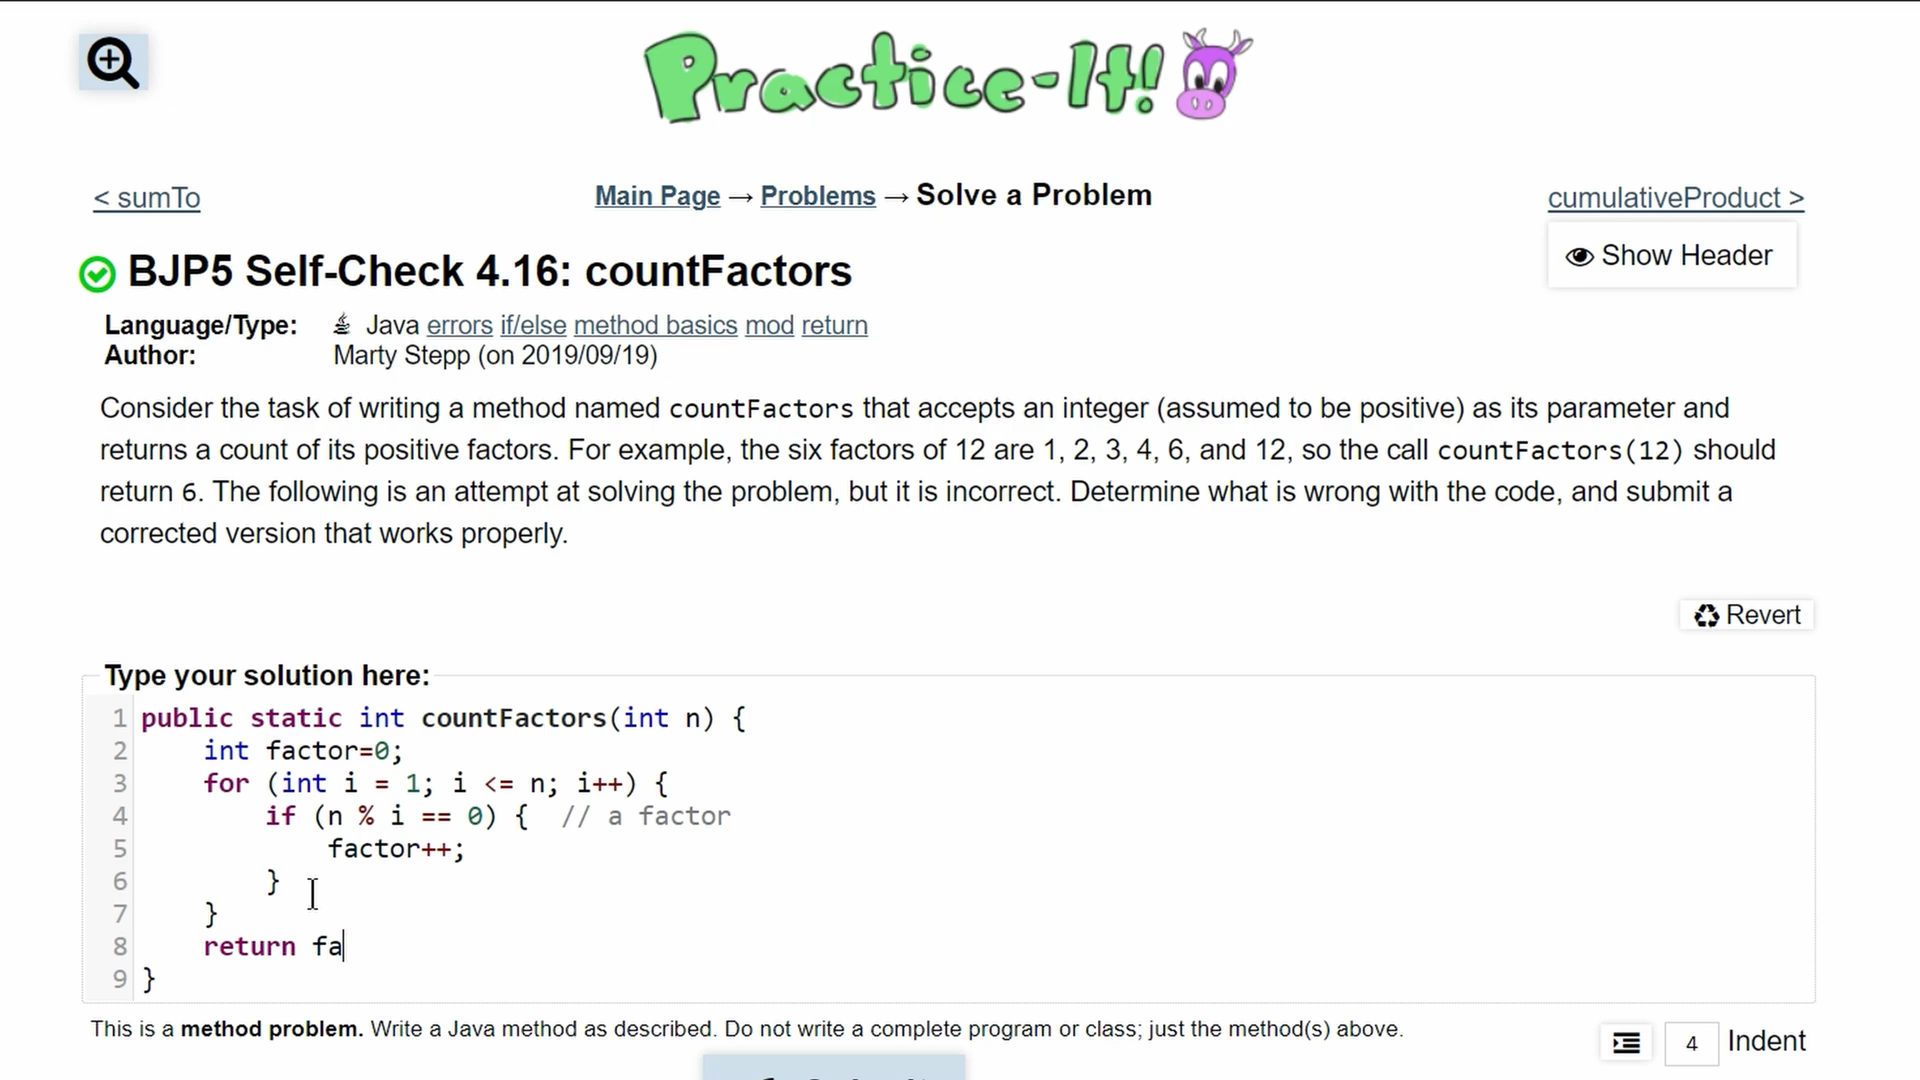 Practice-It!
< sumTo
Main Page → Problems → Solve a Problem
cumulativeProduct >
Show Header
BJP5 Self-Check 4.16: countFactors
Language/Type: Java errors if/else method basics mod return
Author: Marty Stepp (on 2019/09/19)
Consider the task of writing a method named countFactors that accepts an integer (assumed to be positive) as its parameter and
returns a count of its positive factors. For example, the six factors of 12 are 1, 2, 3, 4, 6, and 12, so the call countFactors(12) should
return 6. The following is an attempt at solving the problem, but it is incorrect. Determine what is wrong with the code, and submit a
corrected version that works properly.
Revert
Type your solution here:
1 public static int countFactors(int n) {
2     int factor=0;
3     for (int i = 1; i <= n; i++) {
4         if (n % i == 0) {  // a factor
5             factor++;
6         }
7     }
8     return fa
9 }
This is a method problem. Write a Java method as described. Do not write a complete program or class; just the method(s) above.
4 Indent